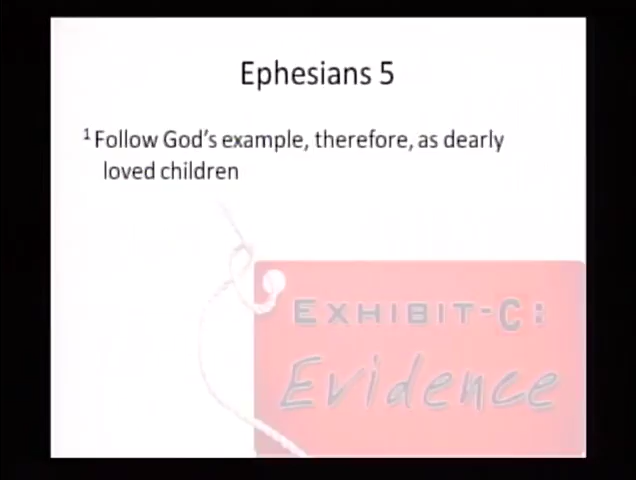 Ephesians 5
1 Follow God's example, therefore, as dearly
loved children
EXHIBIT-C:
Evidence